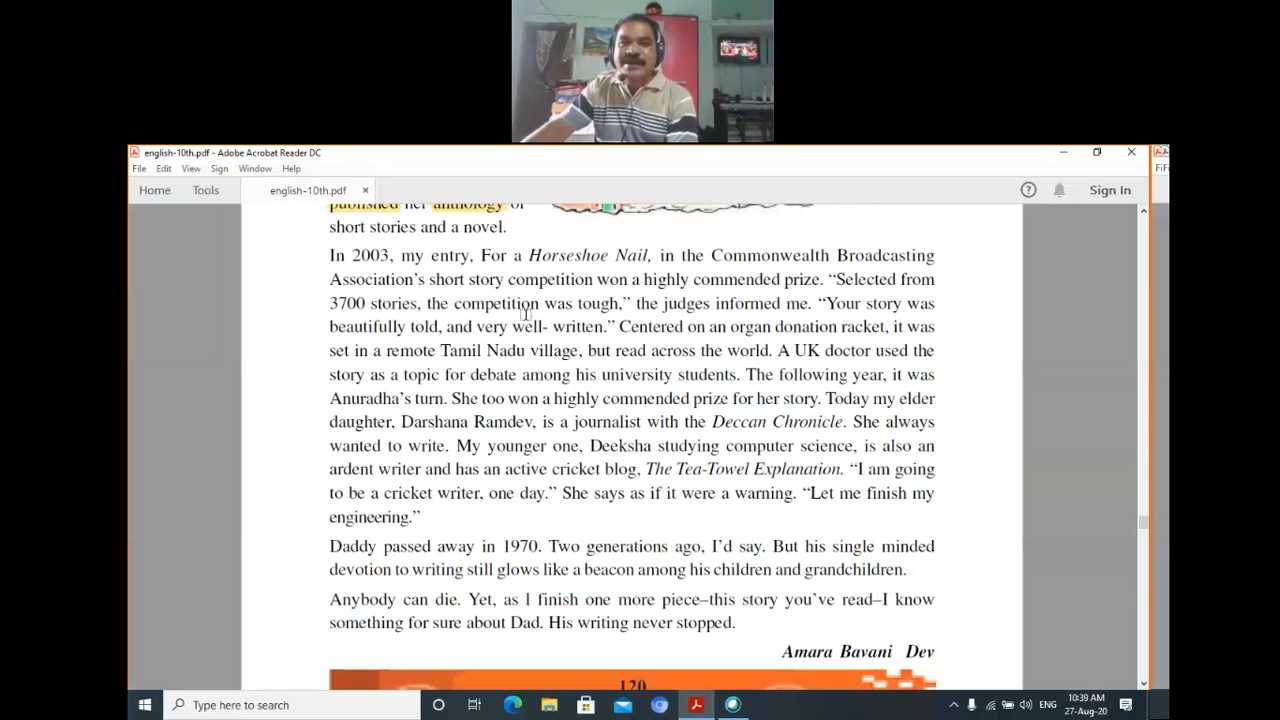 english-10th.pdf - Adobe Acrobat Reader DC
File Edit View Sign Window Help
Home Tools english-10th.pdf × Sign In
published her anthology of
short stories and a novel.
In 2003, my entry, For a Horseshoe Nail, in the Commonwealth Broadcasting
Association's short story competition won a highly commended prize. “Selected from
3700 stories, the competition was tough,” the judges informed me. “Your story was
beautifully told, and very well- written.” Centered on an organ donation racket, it was
set in a remote Tamil Nadu village, but read across the world. A UK doctor used the
story as a topic for debate among his university students. The following year, it was
Anuradha's turn. She too won a highly commended prize for her story. Today my elder
daughter, Darshana Ramdev, is a journalist with the Deccan Chronicle. She always
wanted to write. My younger one, Deeksha studying computer science, is also an
ardent writer and has an active cricket blog, The Tea-Towel Explanation. “I am going
to be a cricket writer, one day.” She says as if it were a warning. “Let me finish my
engineering.”
Daddy passed away in 1970. Two generations ago, I'd say. But his single minded
devotion to writing still glows like a beacon among his children and grandchildren.
Anybody can die. Yet, as I finish one more piece–this story you've read–I know
something for sure about Dad. His writing never stopped.
Amara Bavani Dev
120
Type here to search
ENG
10:39 AM
27-Aug-20